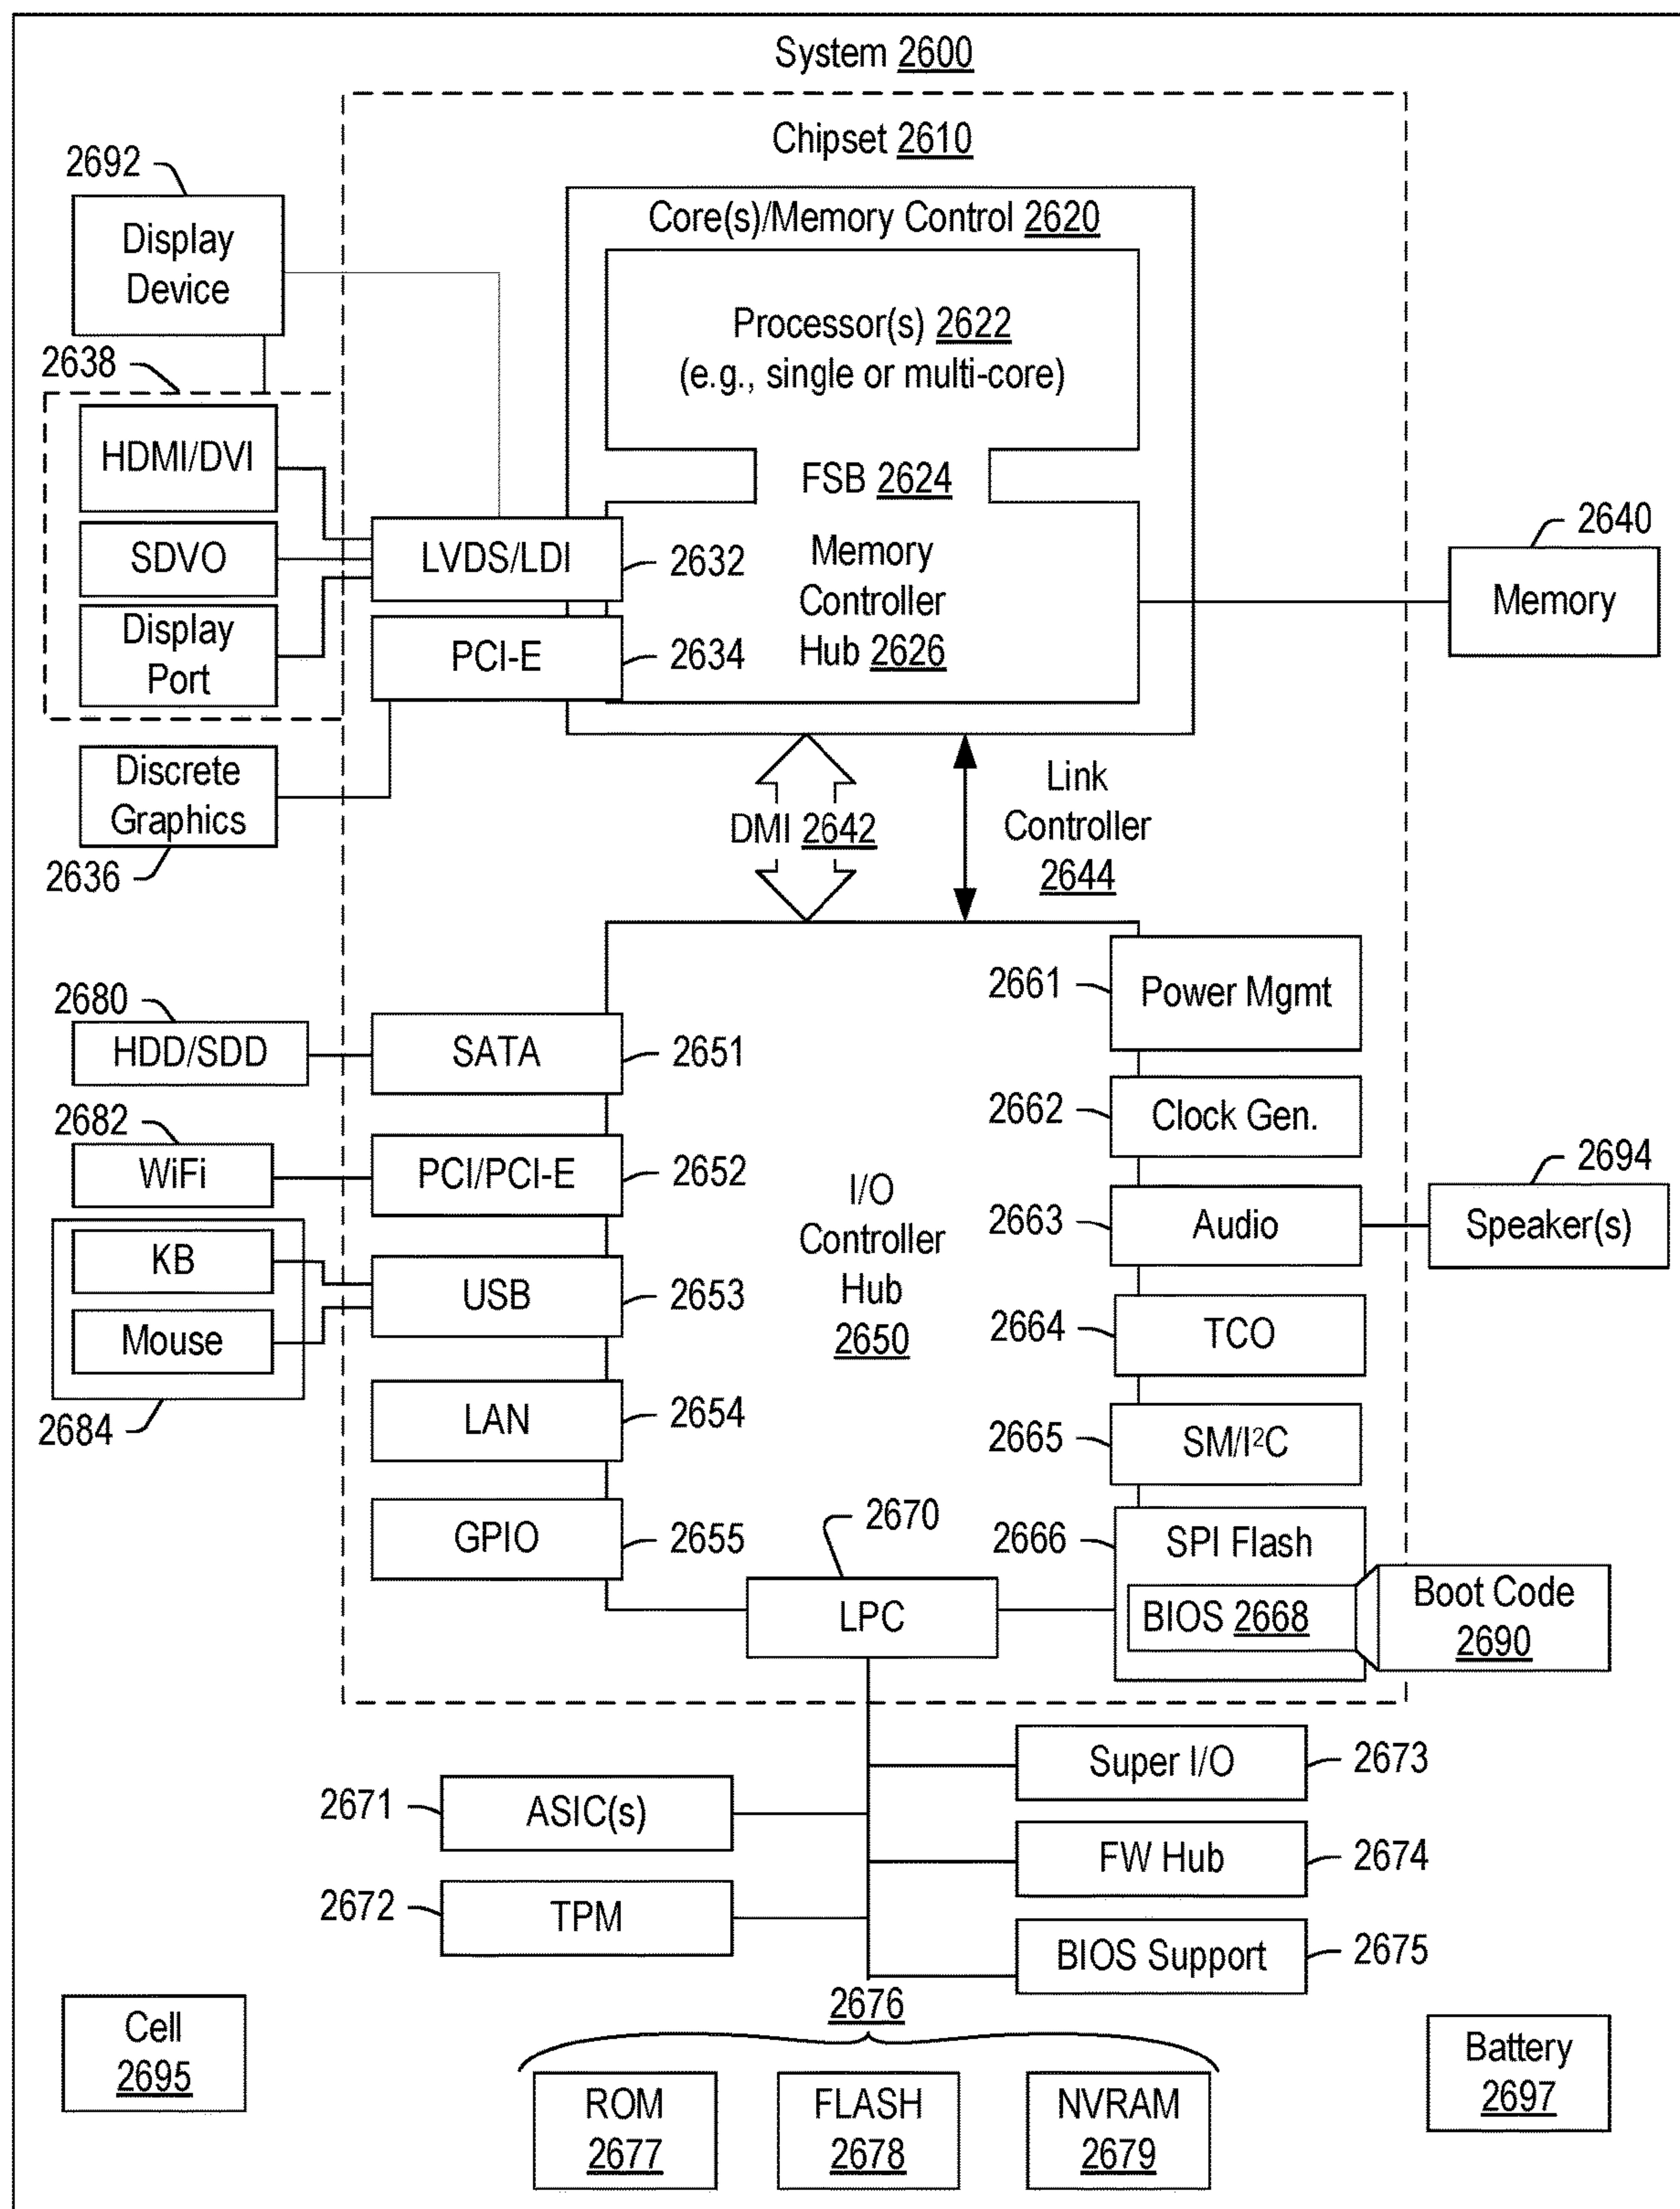 System 2600
Chipset 2610
2692
Display
Device
Core(s)/Memory Control 2620
Processor(s) 2622
(e.g., single or multi-core)
2638
HDMI/DVI
SDVO
Display
Port
FSB 2624
LVDS/LDI
2632
PCI-E
2634
Memory
Controller
Hub 2626
2640
Memory
Discrete
Graphics
2636
DMI 2642
Link
Controller
2644
2680
HDD/SDD
SATA
2651
2682
WiFi
PCI/PCI-E
2652
KB
Mouse
2684
USB
2653
LAN
2654
GPIO
2655
I/O
Controller
Hub
2650
2661
Power Mgmt
2662
Clock Gen.
2663
Audio
2694
Speaker(s)
2664
TCO
2665
SM/I²C
2666
SPI Flash
BIOS 2668
Boot Code
2690
2670
LPC
2671
ASIC(s)
2672
TPM
Super I/O
2673
FW Hub
2674
BIOS Support
2675
Cell
2695
2676
ROM
2677
FLASH
2678
NVRAM
2679
Battery
2697